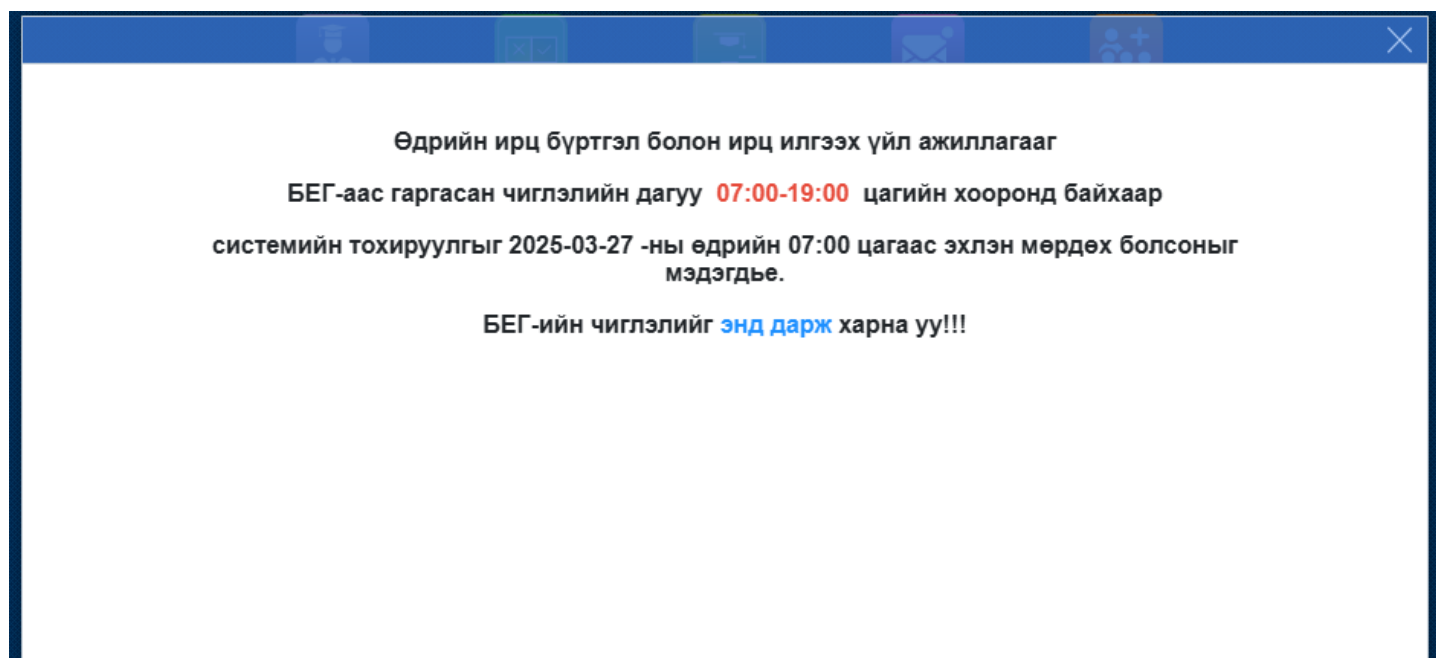 Өдрийн ирц бүртгэл болон ирц илгээх үйл ажиллагааг
БЕГ-аас гаргасан чиглэлийн дагуу 07:00-19:00 цагийн хооронд байхаар
системийн тохируулгыг 2025-03-27 -ны өдрийн 07:00 цагаас эхлэн мөрдөх болсоныг
мэдэгдье.
БЕГ-ийн чиглэлийг энд дарж харна уу!!!